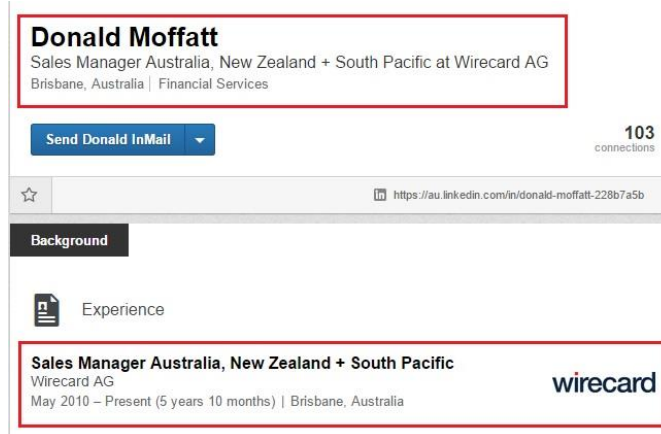 Donald Moffatt
Sales Manager Australia, New Zealand + South Pacific at Wirecard AG
Brisbane, Australia | Financial Services
Send Donald InMail
103
connections
in https://au.linkedin.com/in/donald-moffatt-228b7a5b
Background
Experience
Sales Manager Australia, New Zealand + South Pacific
Wirecard AG
May 2010 – Present (5 years 10 months) | Brisbane, Australia
wirecard